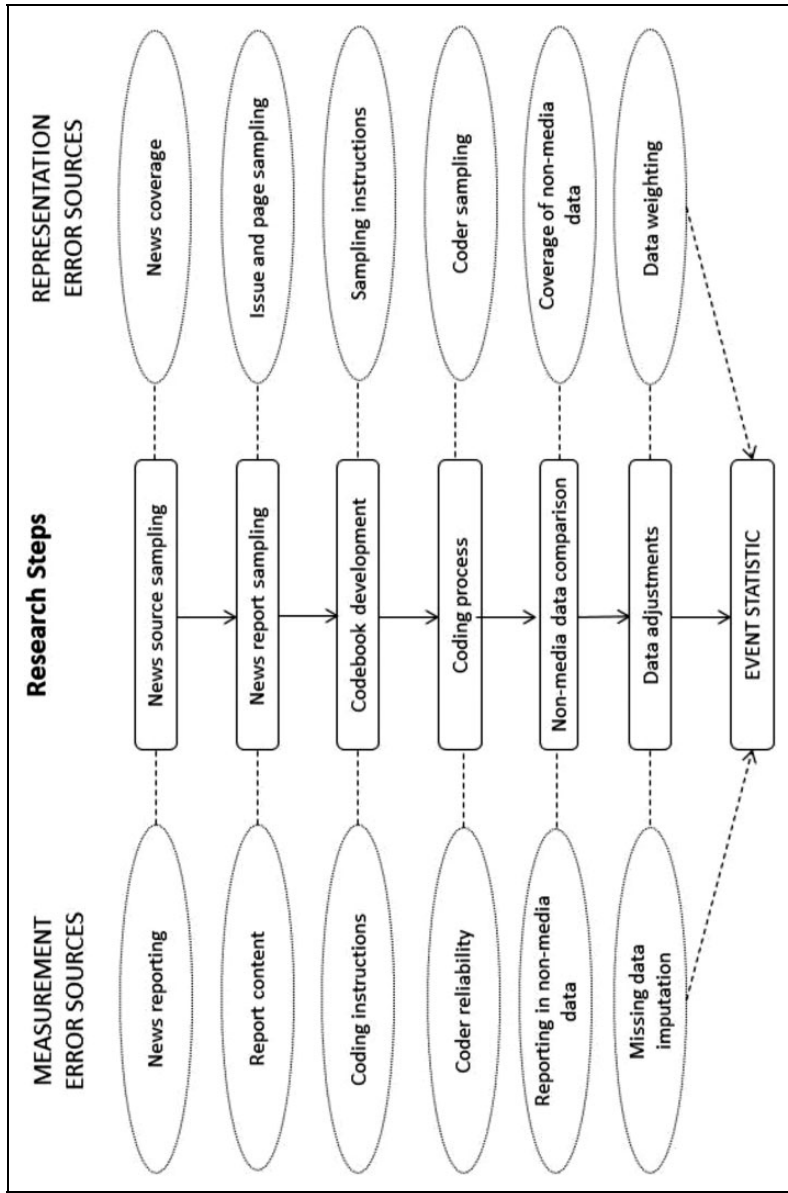 MEASUREMENT
ERROR SOURCES
Research Steps
REPRESENTATION
ERROR SOURCES
News reporting
News source sampling
News coverage
Report content
News report sampling
Issue and page sampling
Coding instructions
Codebook development
Sampling instructions
Coder reliability
Coding process
Coder sampling
Reporting in non-media
data
Non-media data comparison
Coverage of non-media
data
Missing data
imputation
Data adjustments
Data weighting
EVENT STATISTIC